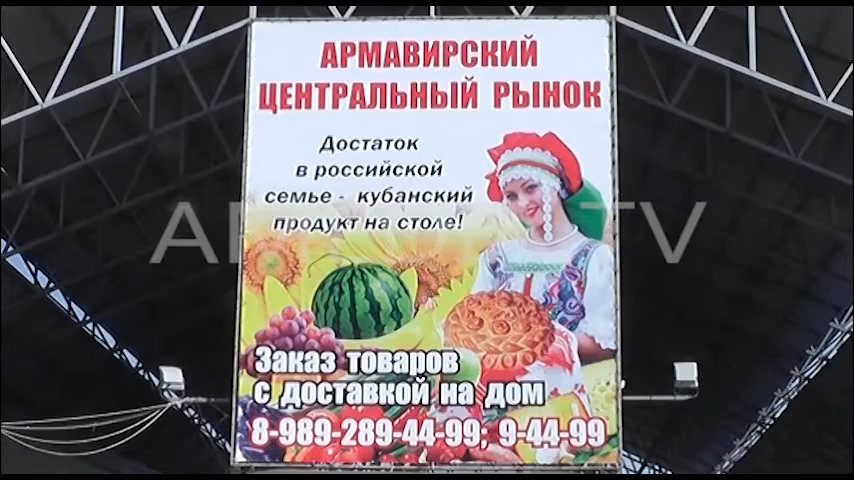 АРМАВИРСКИЙ
ЦЕНТРАЛЬНЫЙ РЫНОК
Достаток
в российской
семье - кубанский
продукт на столе!
Заказ товаров
с доставкой на дом
8-989-289-44-99; 9-44-99
TV